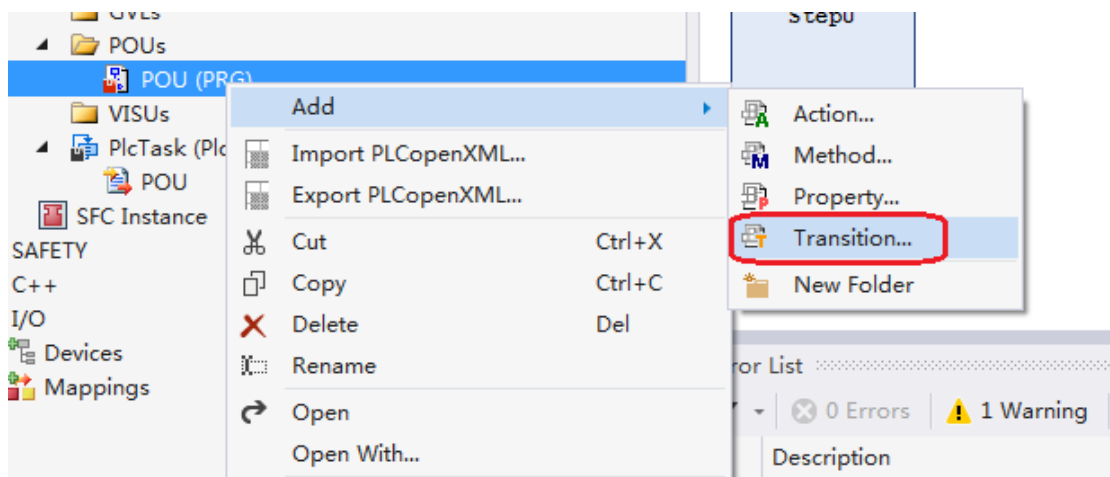 GVLs
Step0
POUs
POU (PRG)
VISUs
PlcTask (Plc
POU
SFC Instance
SAFETY
C++
I/O
Devices
Mappings
Add
Import PLCopenXML...
Export PLCopenXML...
Cut Ctrl+X
Copy Ctrl+C
Delete Del
Rename
Open
Open With...
Action...
Method...
Property...
Transition...
New Folder
ror List
0 Errors
1 Warning
Description